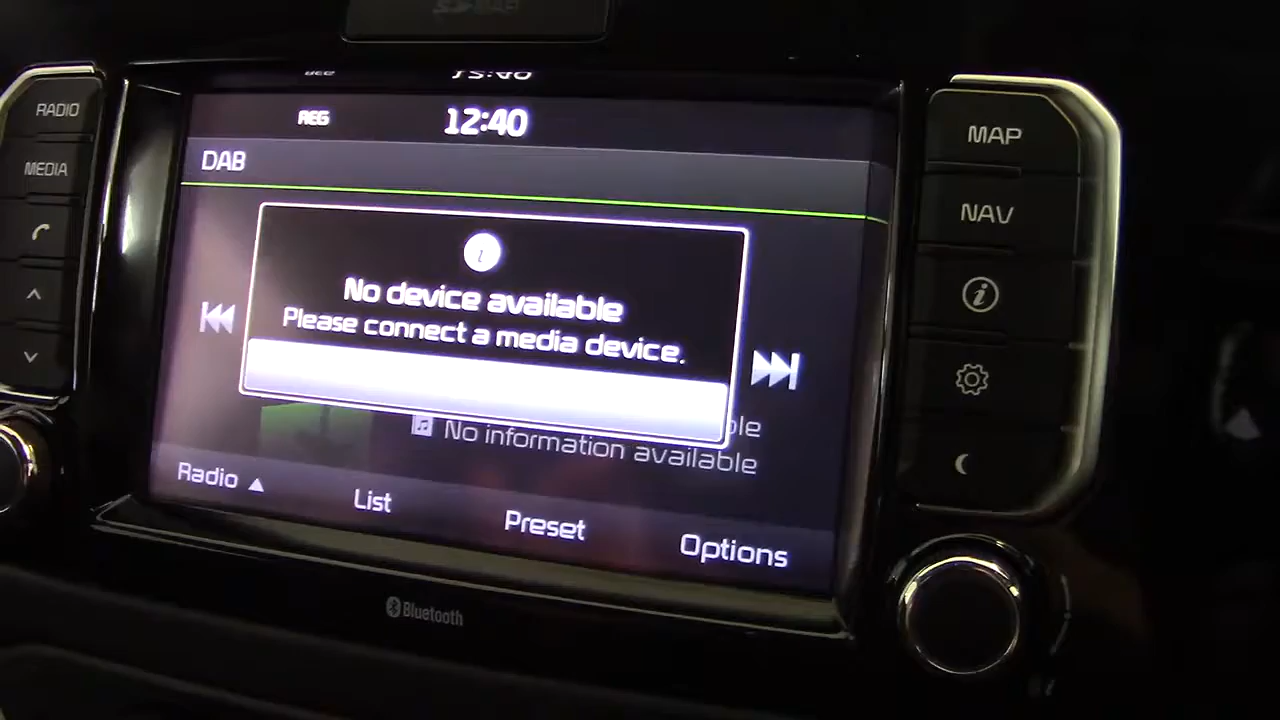 RADIO
MEDIA
REG
12:40
DAB
No device available
Please connect a media device.
No information available
Radio
List
Preset
Options
Bluetooth
MAP
NAV